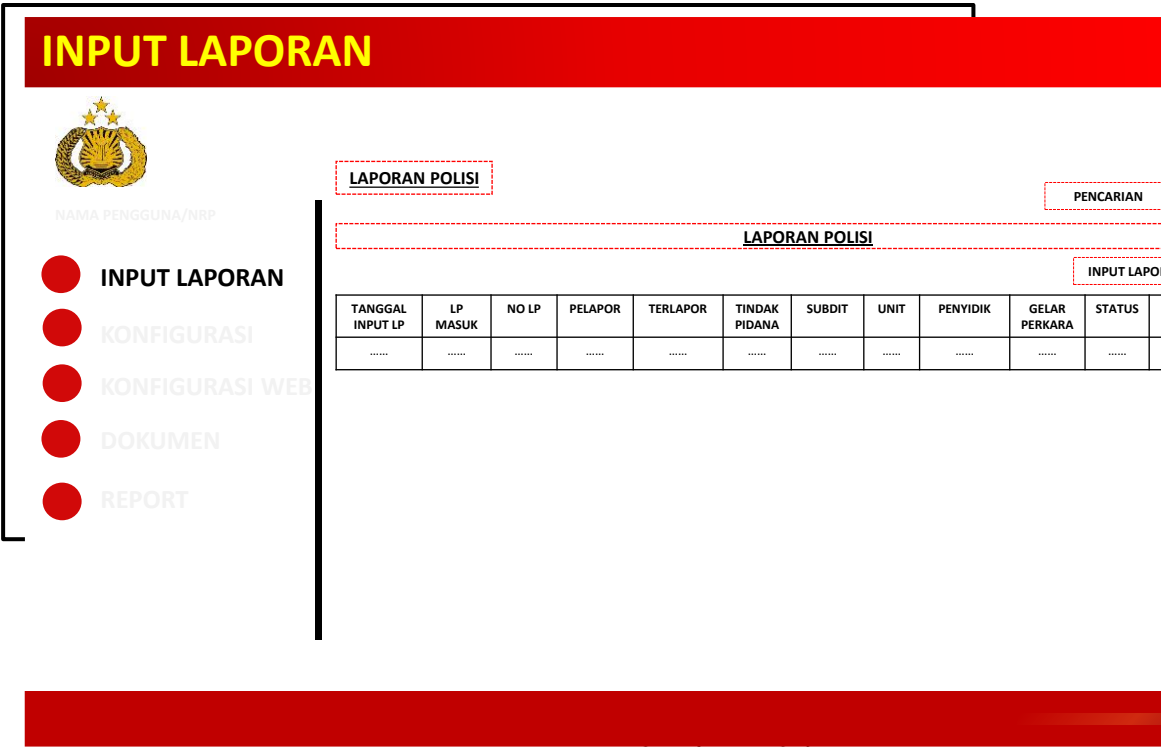 INPUT LAPORAN
LAPORAN POLISI
PENCARIAN
NAMA PENGGUNA/NRP
LAPORAN POLISI
INPUT LAPO
INPUT LAPORAN
KONFIGURASI
KONFIGURASI WEB
DOKUMEN
REPORT
TANGGAL INPUT LP
LP MASUK
NO LP
PELAPOR
TERLAPOR
TINDAK PIDANA
SUBDIT
UNIT
PENYIDIK
GELAR PERKARA
STATUS
...... ...... ...... ...... ...... ...... ...... ...... ...... ...... ......